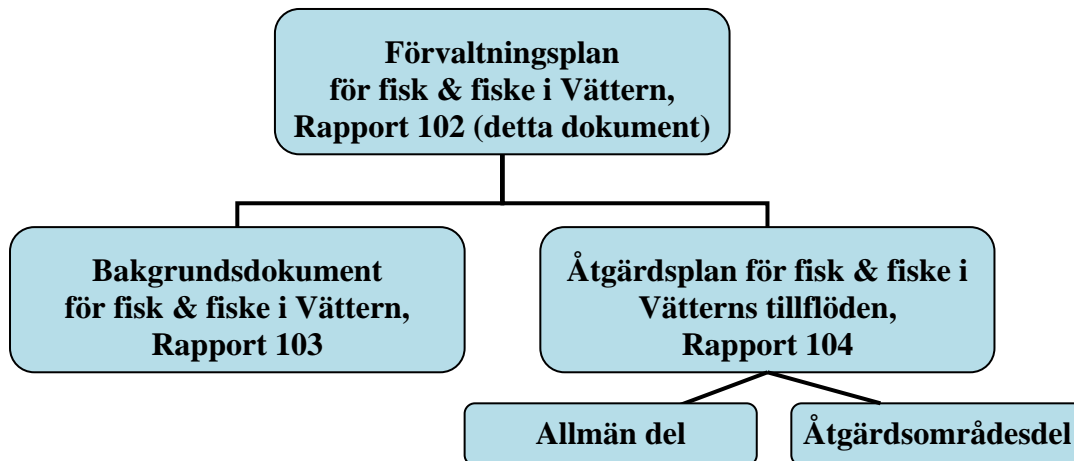 Förvaltningsplan
för fisk & fiske i Vättern,
Rapport 102 (detta dokument)
Bakgrundsdokument
för fisk & fiske i Vättern,
Rapport 103
Åtgärdsplan för fisk & fiske i
Vätterns tillflöden,
Rapport 104
Allmän del
Åtgärdsområdesdel